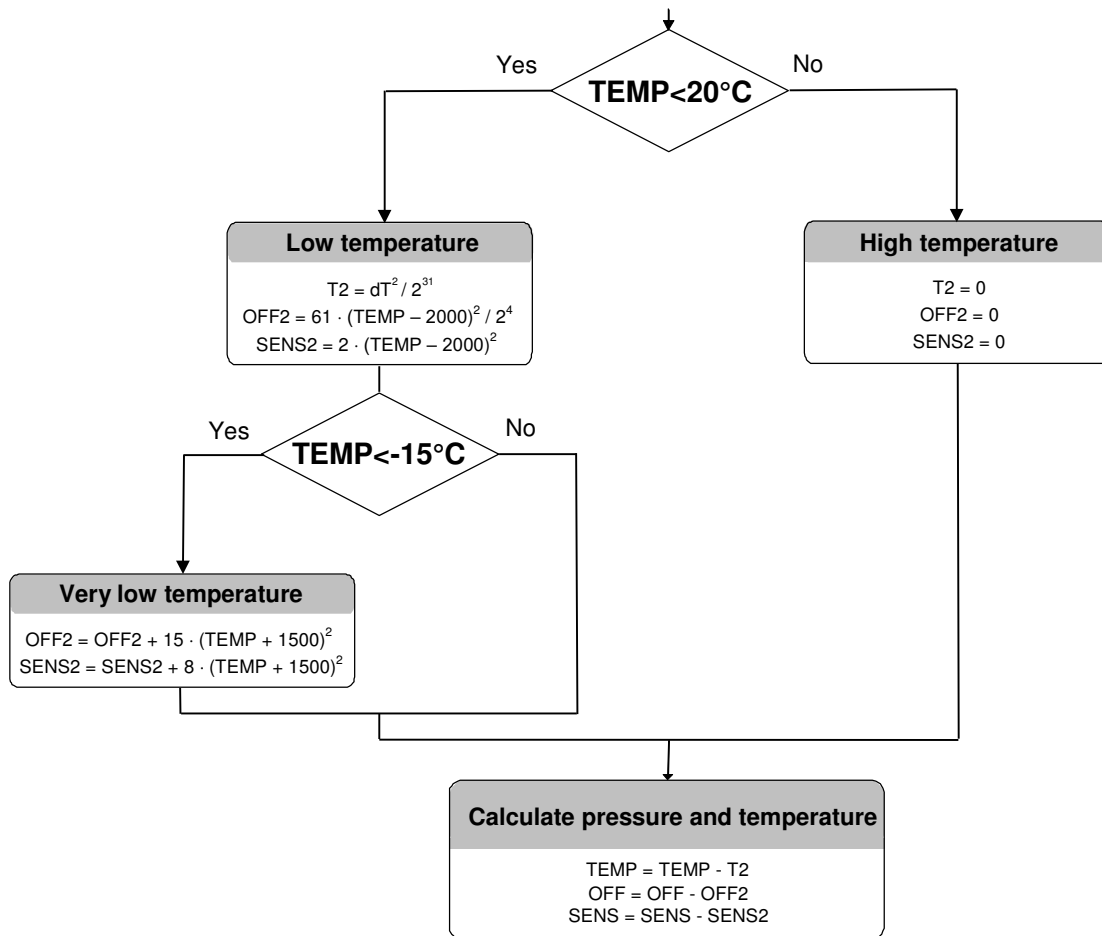 Yes
No
TEMP<20°C
Low temperature
T2 = dT² / 2³¹
OFF2 = 61 · (TEMP – 2000)² / 2⁴
SENS2 = 2 · (TEMP – 2000)²
High temperature
T2 = 0
OFF2 = 0
SENS2 = 0
Yes
No
TEMP<-15°C
Very low temperature
OFF2 = OFF2 + 15 · (TEMP + 1500)²
SENS2 = SENS2 + 8 · (TEMP + 1500)²
Calculate pressure and temperature
TEMP = TEMP - T2
OFF = OFF - OFF2
SENS = SENS - SENS2